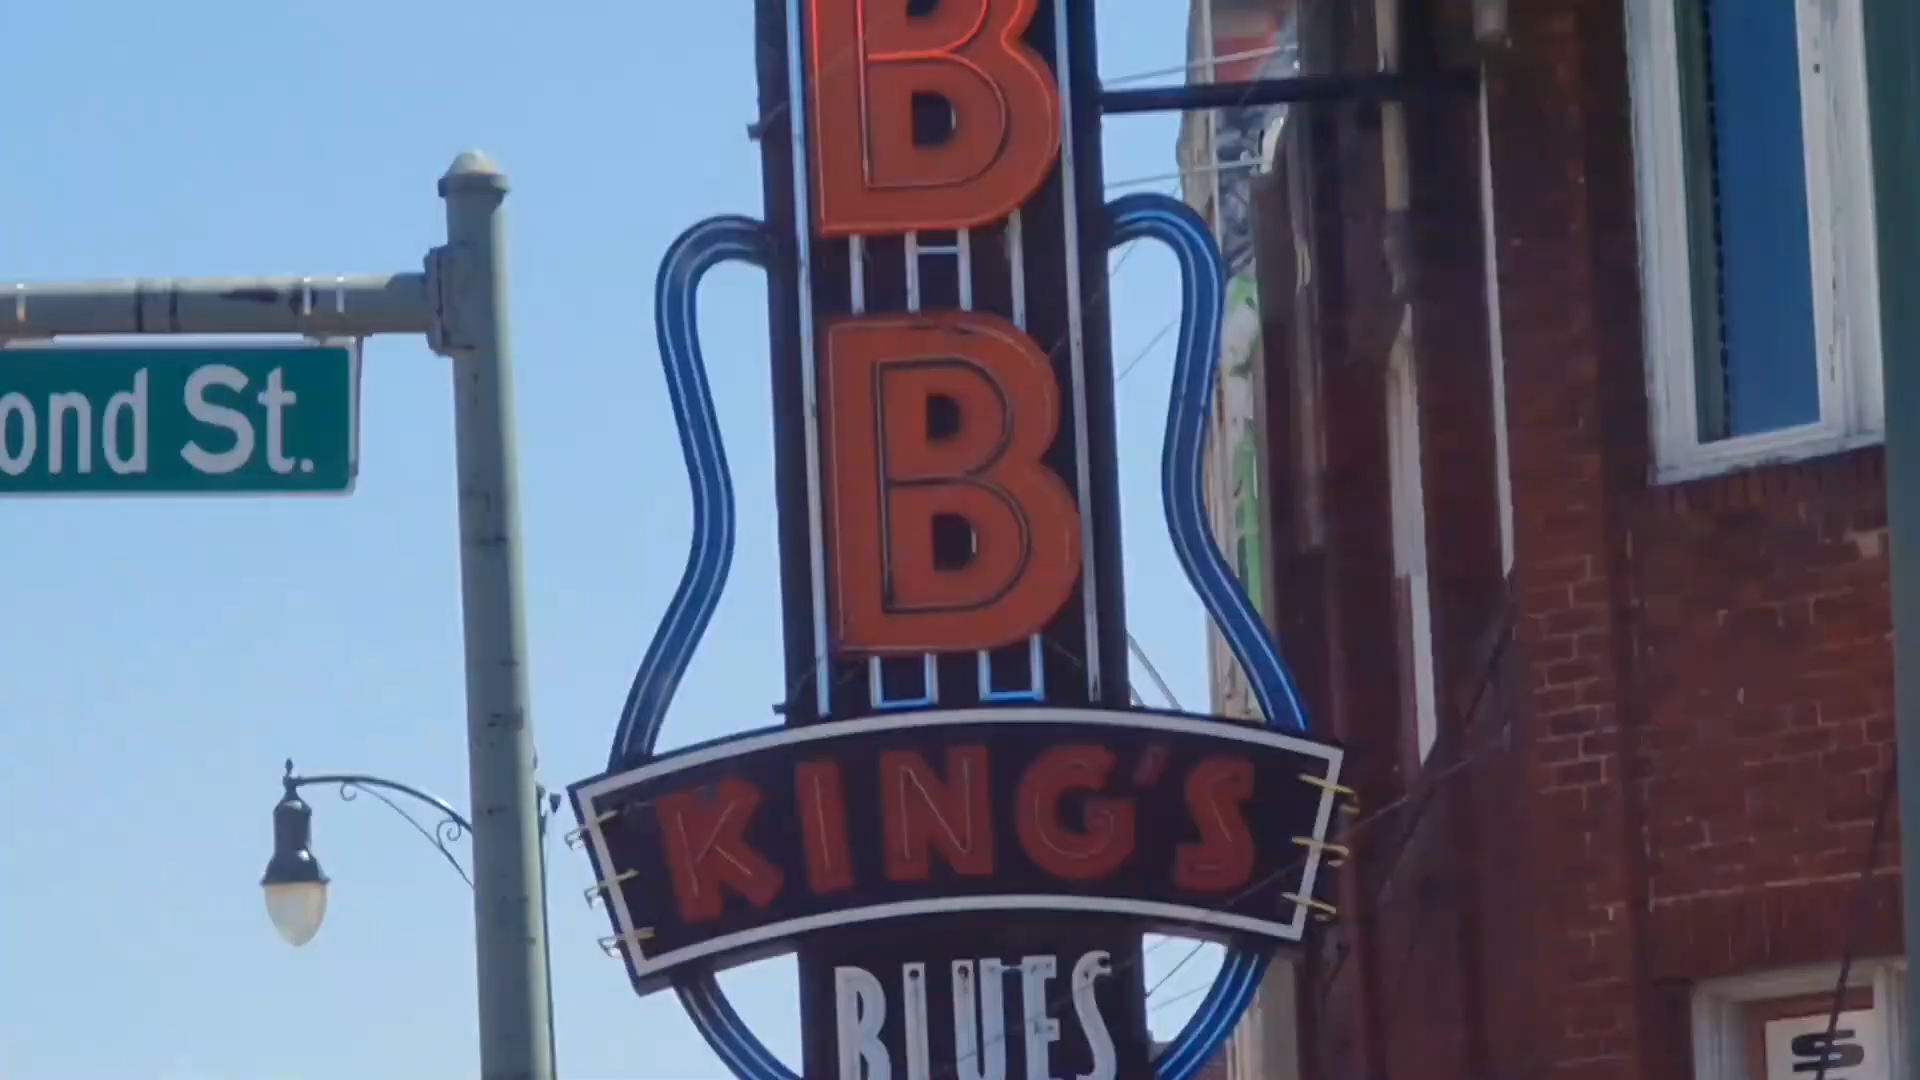 B
B
KING'S
BLUES
ond St.
S